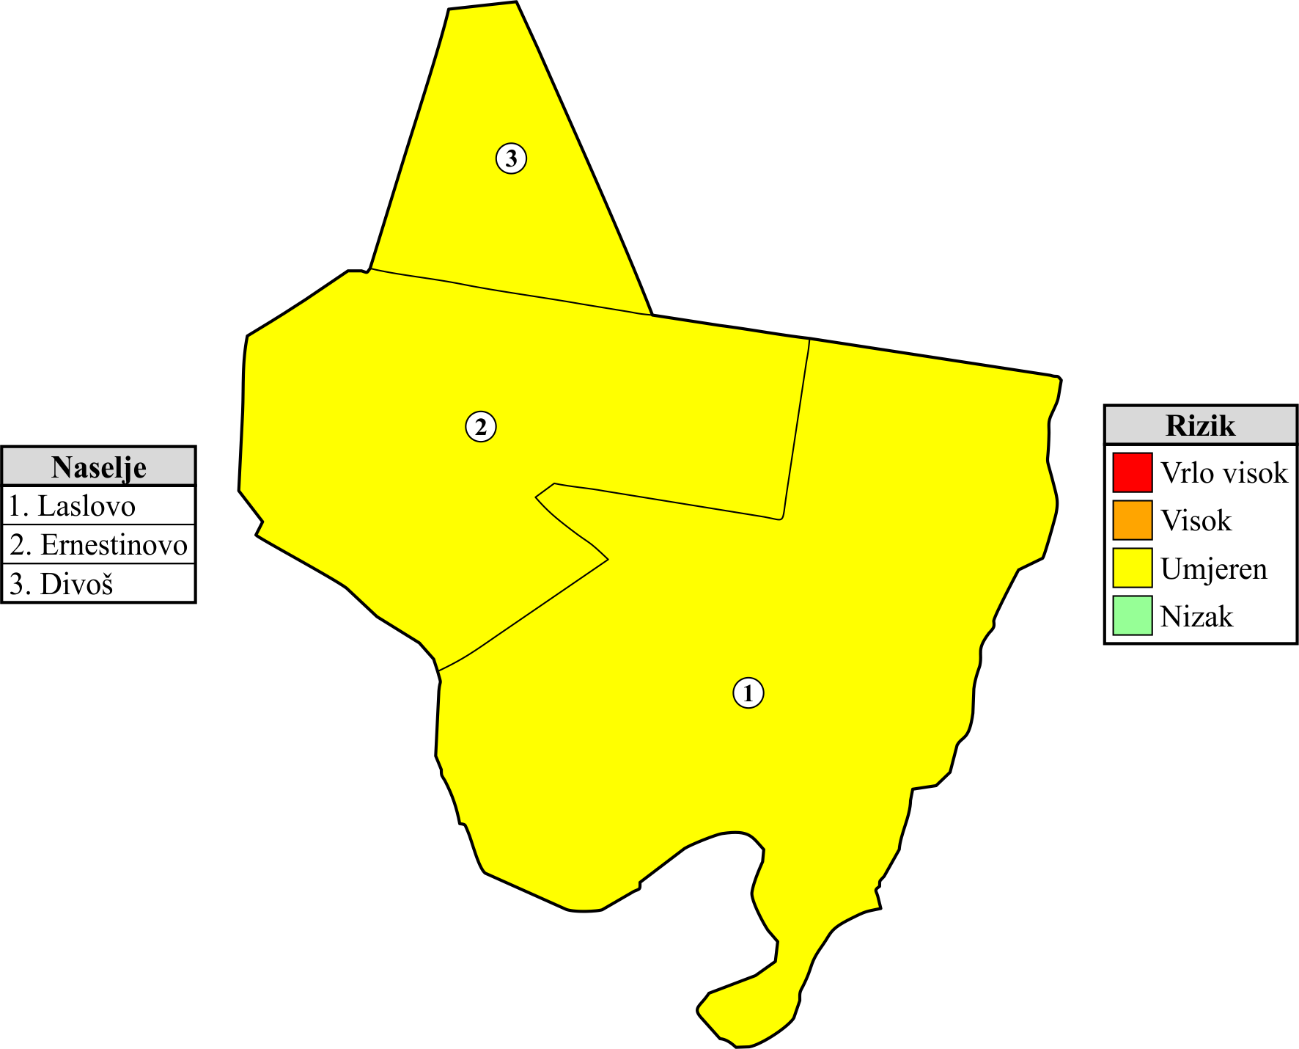 3
2
1
Naselje
1. Laslovo
2. Ernestinovo
3. Divoš
Rizik
Vrlo visok
Visok
Umjeren
Nizak